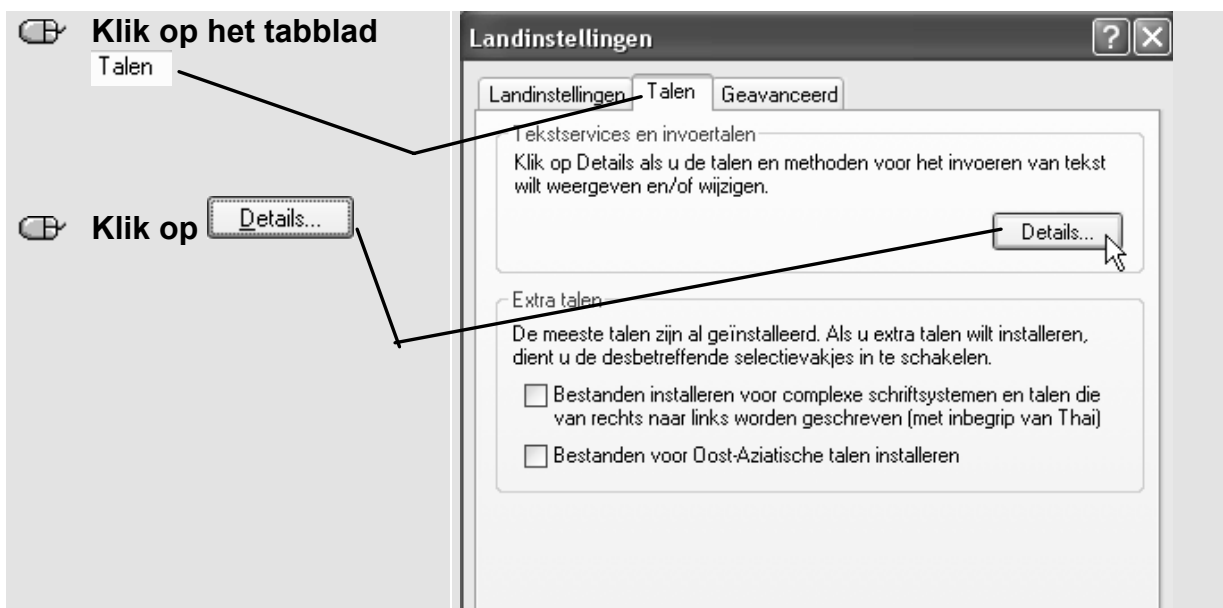 Klik op het tabblad
Talen
Klik op Details...
Landinstellingen
Landinstellingen Talen Geavanceerd
Tekstservices en invoertalen
Klik op Details als u de talen en methoden voor het invoeren van tekst
wilt weergeven en/of wijzigen.
Details...
Extra talen
De meeste talen zijn al geïnstalleerd. Als u extra talen wilt installeren,
dient u de desbetreffende selectievakjes in te schakelen.
Bestanden installeren voor complexe schriftsystemen en talen die
van rechts naar links worden geschreven (met inbegrip van Thai)
Bestanden voor Oost-Aziatische talen installeren